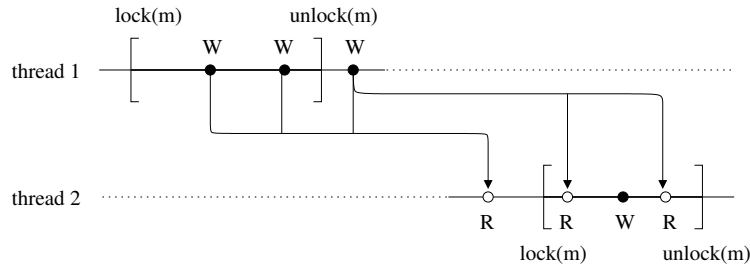 lock(m) unlock(m)
W W W
thread 1
thread 2
R R W R
lock(m) unlock(m)